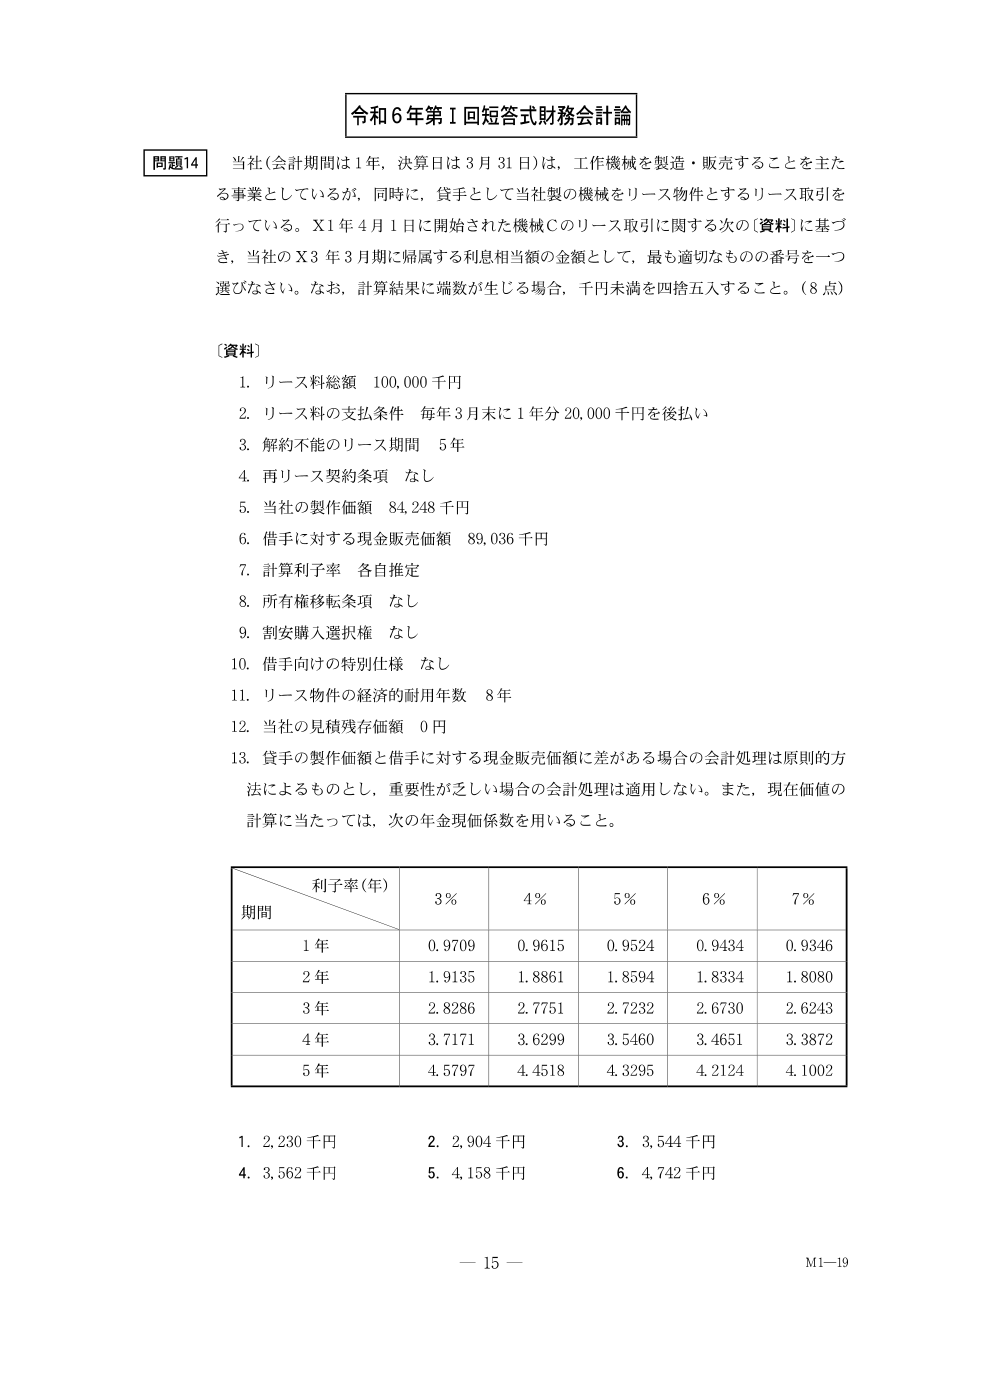 令和6年第Ⅰ回短答式財務会計論
問題14 当社(会計期間は1年，決算日は3月31日)は，工作機械を製造・販売することを主た
る事業としているが，同時に，貸手として当社製の機械をリース物件とするリース取引を
行っている。X1年4月1日に開始された機械Cのリース取引に関する次の〔資料〕に基づ
き，当社のX3年3月期に帰属する利息相当額の金額として，最も適切なものの番号を一つ
選びなさい。なお，計算結果に端数が生じる場合，千円未満を四捨五入すること。(8点)
〔資料〕
1. リース料総額 100,000千円
2. リース料の支払条件 毎年3月末に1年分20,000千円を後払い
3. 解約不能のリース期間 5年
4. 再リース契約条項 なし
5. 当社の製作価額 84,248千円
6. 借手に対する現金販売価額 89,036千円
7. 計算利子率 各自推定
8. 所有権移転条項 なし
9. 割安購入選択権 なし
10. 借手向けの特別仕様 なし
11. リース物件の経済的耐用年数 8年
12. 当社の見積残存価額 0円
13. 貸手の製作価額と借手に対する現金販売価額に差がある場合の会計処理は原則的方
法によるものとし，重要性が乏しい場合の会計処理は適用しない。また，現在価値の
計算に当たっては，次の年金現価係数を用いること。
利子率(年) 期間 3% 4% 5% 6% 7%
1年 0.9709 0.9615 0.9524 0.9434 0.9346
2年 1.9135 1.8861 1.8594 1.8334 1.8080
3年 2.8286 2.7751 2.7232 2.6730 2.6243
4年 3.7171 3.6299 3.5460 3.4651 3.3872
5年 4.5797 4.4518 4.3295 4.2124 4.1002
1. 2,230千円 2. 2,904千円 3. 3,544千円
4. 3,562千円 5. 4,158千円 6. 4,742千円
— 15 — M1—19